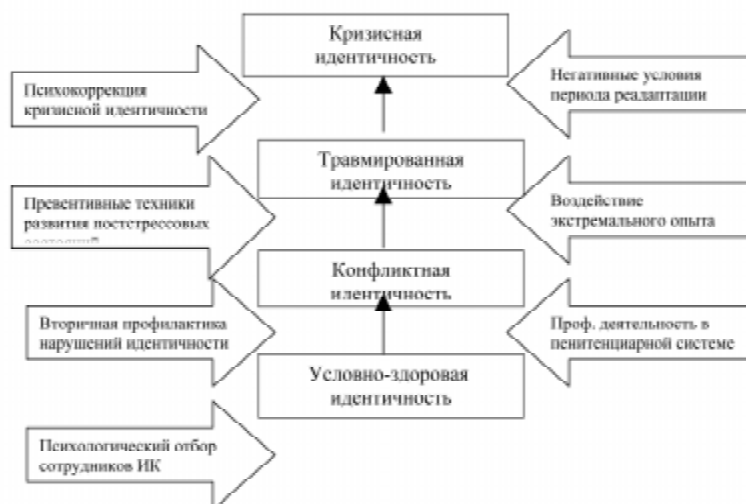 Кризисная
идентичность
Психокоррекция
кризисной идентичности
Негативные условия
периода реадаптации
Травмированная
идентичность
Превентивные техники
развития постстрессовых
Воздействие
экстремального опыта
Конфликтная
идентичность
Вторичная профилактика
нарушений идентичности
Проф. деятельность в
пенитенциарной системе
Условно-здоровая
идентичность
Психологический отбор
сотрудников ИК